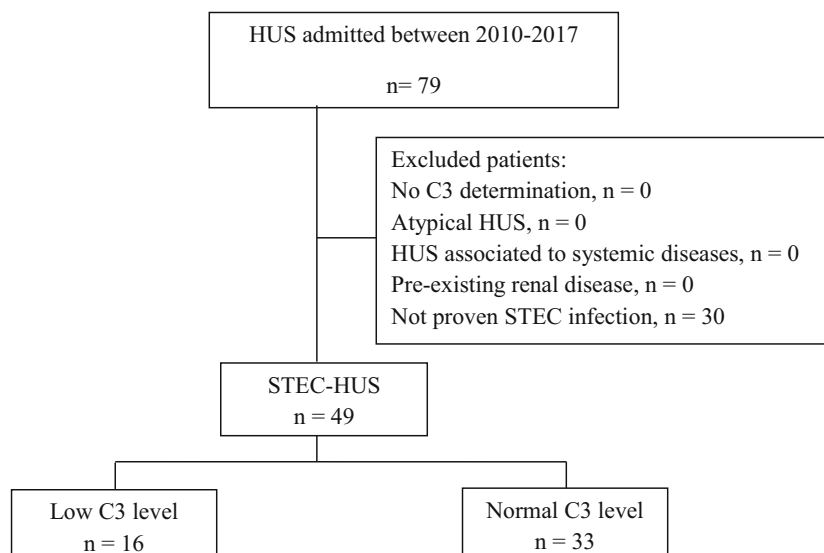 HUS admitted between 2010-2017
n= 79
Excluded patients:
No C3 determination, n = 0
Atypical HUS, n = 0
HUS associated to systemic diseases, n = 0
Pre-existing renal disease, n = 0
Not proven STEC infection, n = 30
STEC-HUS
n = 49
Low C3 level
n = 16
Normal C3 level
n = 33